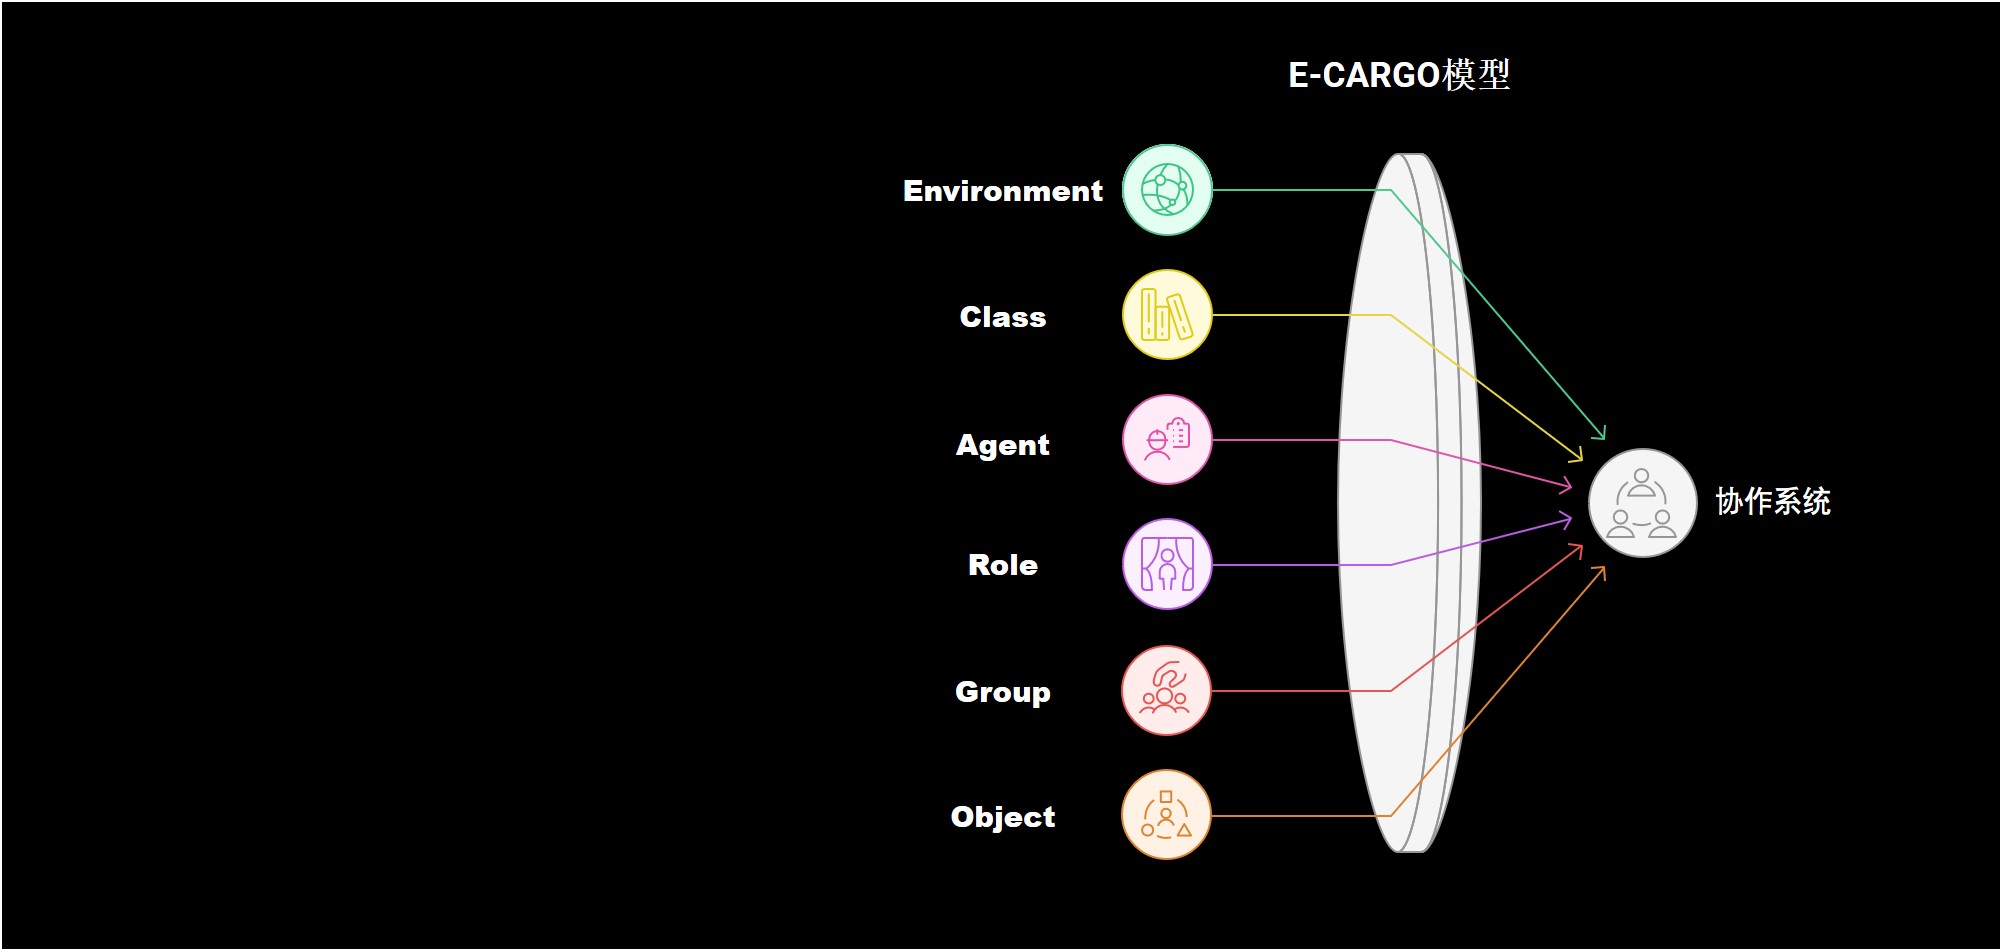 E-CARGO模型
Environment
Class
Agent
Role
Group
Object
协作系统